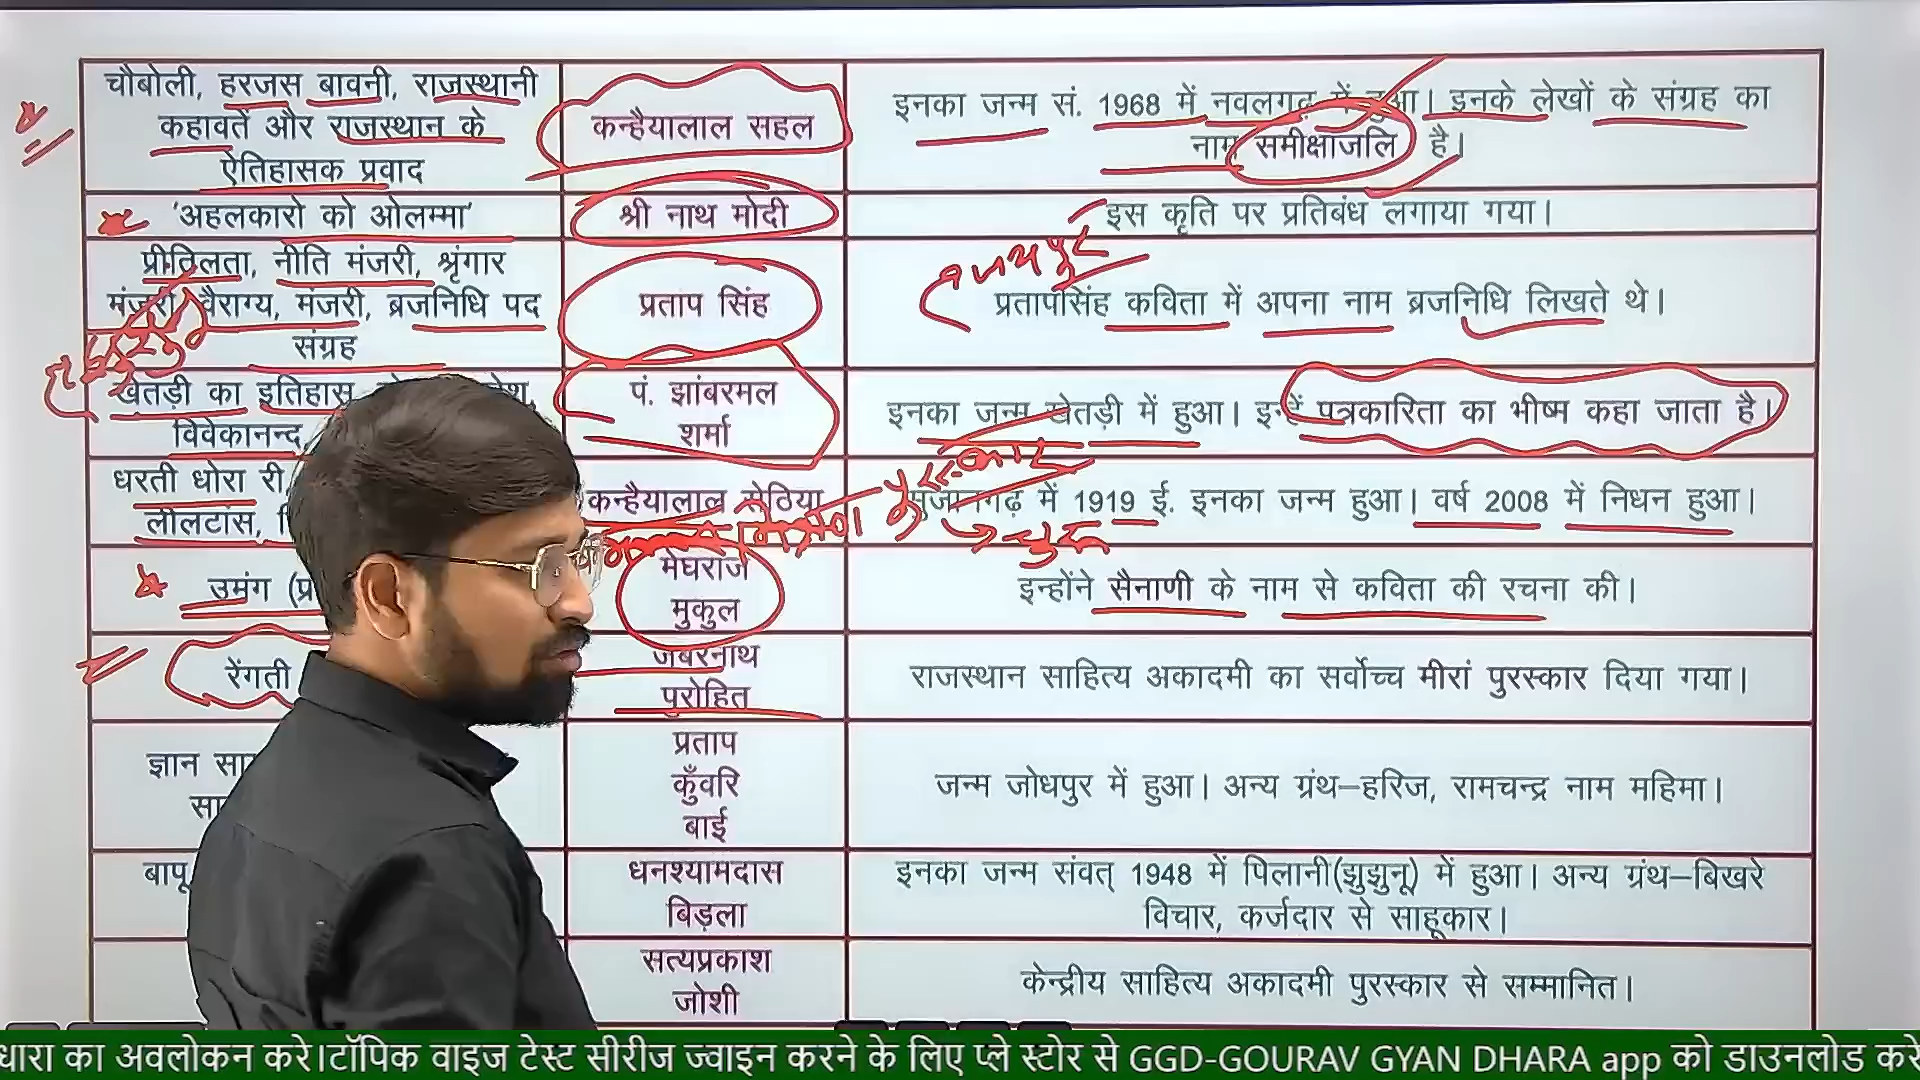 चौबोली, हरजस बावनी, राजस्थानी
कहावतें और राजस्थान के
ऐतिहासक प्रवाद
कन्हैयालाल सहल
इनका जन्म सं. 1968 में नवलगढ़ में हुआ। इनके लेखों के संग्रह का
नाम समीक्षाजलि है।
'अहलकारो को ओलम्मा'
श्री नाथ मोदी
इस कृति पर प्रतिबंध लगाया गया।
प्रीतिलता, नीति मंजरी, श्रृंगार
मंजरी, वैराग्य, मंजरी, ब्रजनिधि पद
संग्रह
प्रताप सिंह
जयपुर
प्रतापसिंह कविता में अपना नाम ब्रजनिधि लिखते थे।
खेतड़ी का इतिहास
विवेकानन्द,
पं. झांबरमल
शर्मा
इनका जन्म खेतड़ी में हुआ। इन्हें पत्रकारिता का भीष्म कहा जाता है।
धरती धोरा री
लीलटांस,
कन्हैयालाल सेठिया
सुजानगढ़ में 1919 ई. इनका जन्म हुआ। वर्ष 2008 में निधन हुआ।
उमंग (प्र
मेघराज
मुकुल
इन्होंने सैनाणी के नाम से कविता की रचना की।
रेंगती
जबरनाथ
पुरोहित
राजस्थान साहित्य अकादमी का सर्वोच्च मीरां पुरस्कार दिया गया।
ज्ञान सा
सा
प्रताप
कुँवरि
बाई
जन्म जोधपुर में हुआ। अन्य ग्रंथ–हरिज, रामचन्द्र नाम महिमा।
बापू
धनश्यामदास
बिड़ला
इनका जन्म संवत् 1948 में पिलानी(झुझुनू) में हुआ। अन्य ग्रंथ–बिखरे
विचार, कर्जदार से साहूकार।
सत्यप्रकाश
जोशी
केन्द्रीय साहित्य अकादमी पुरस्कार से सम्मानित।
धारा का अवलोकन करे।टॉपिक वाइज टेस्ट सीरीज ज्वाइन करने के लिए प्ले स्टोर से GGD-GOURAV GYAN DHARA app को डाउनलोड करे